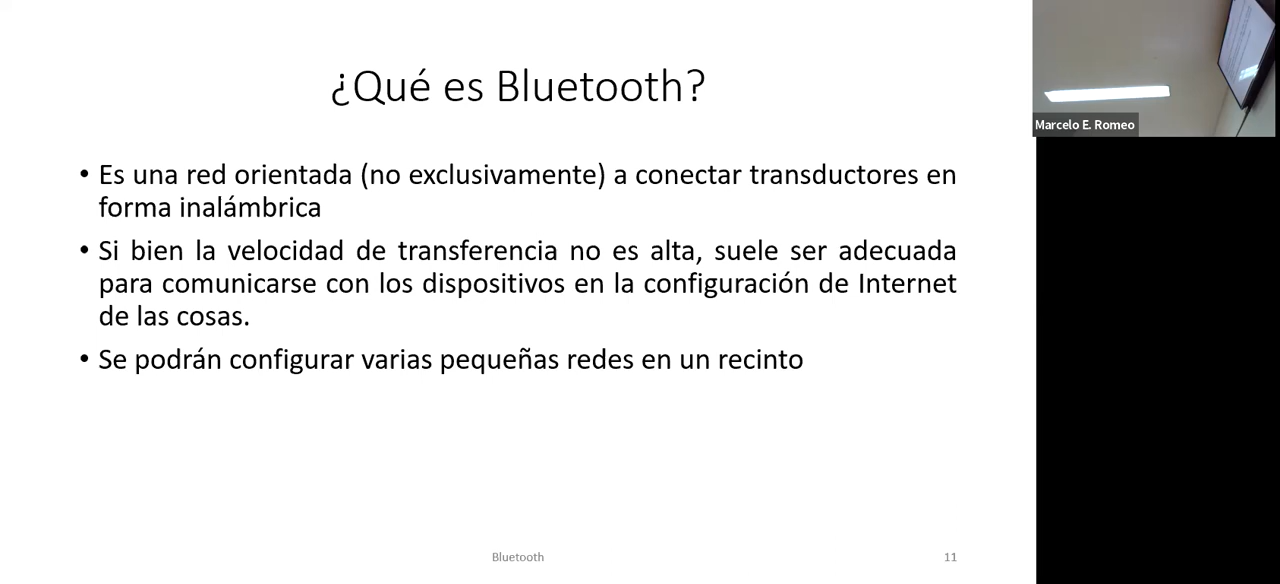 ¿Qué es Bluetooth?
• Es una red orientada (no exclusivamente) a conectar transductores en
forma inalámbrica
• Si bien la velocidad de transferencia no es alta, suele ser adecuada
para comunicarse con los dispositivos en la configuración de Internet
de las cosas.
• Se podrán configurar varias pequeñas redes en un recinto
Bluetooth
11
Marcelo E. Romeo